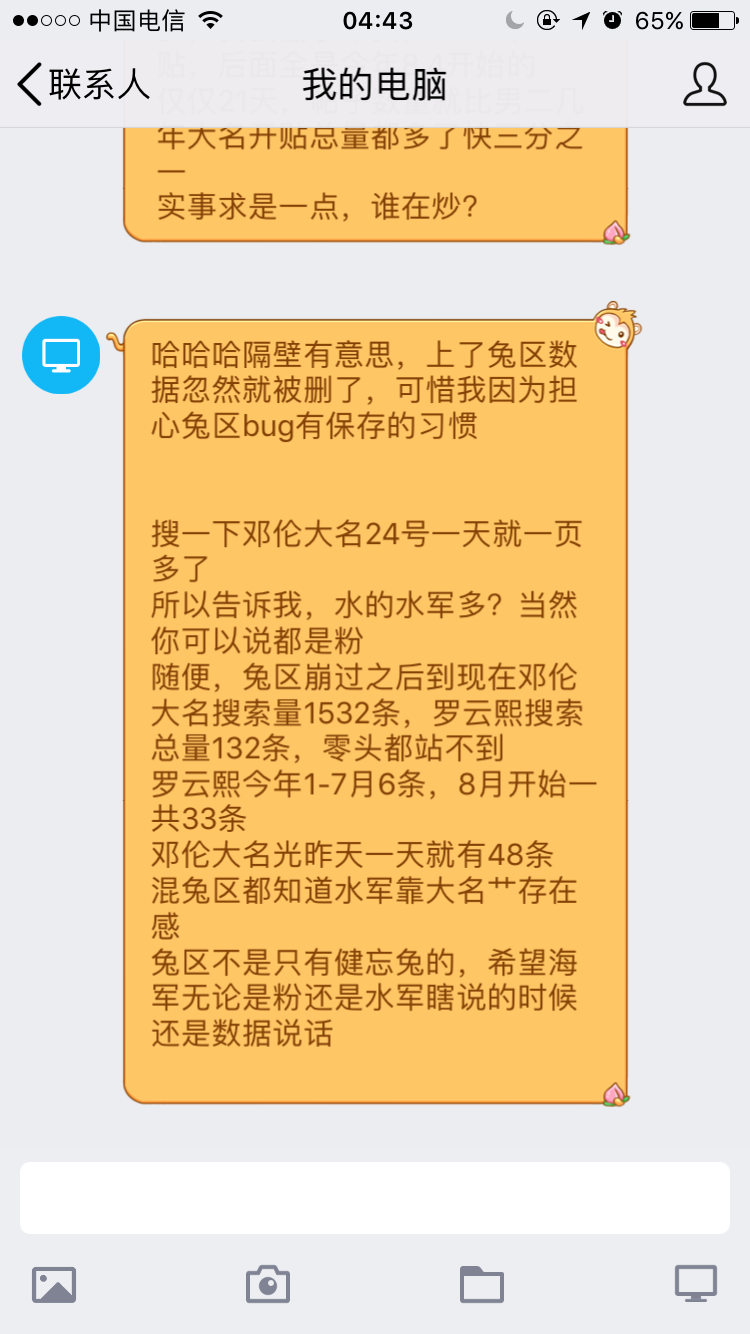 中国电信
04:43
65%
联系人
我的电脑
贴，后面全是今年8.4开始的
年大名开贴总量都多了快三分之
一
实事求是一点，谁在炒？
哈哈哈隔壁有意思，上了兔区数
据忽然就被删了，可惜我因为担
心兔区bug有保存的习惯
搜一下邓伦大名24号一天就一页
多了
所以告诉我，水的水军多？当然
你可以说都是粉
随便，兔区崩过之后到现在邓伦
大名搜索量1532条，罗云熙搜索
总量132条，零头都站不到
罗云熙今年1-7月6条，8月开始一
共33条
邓伦大名光昨天一天就有48条
混兔区都知道水军靠大名艹存在
感
兔区不是只有健忘兔的，希望海
军无论是粉还是水军瞎说的时候
还是数据说话